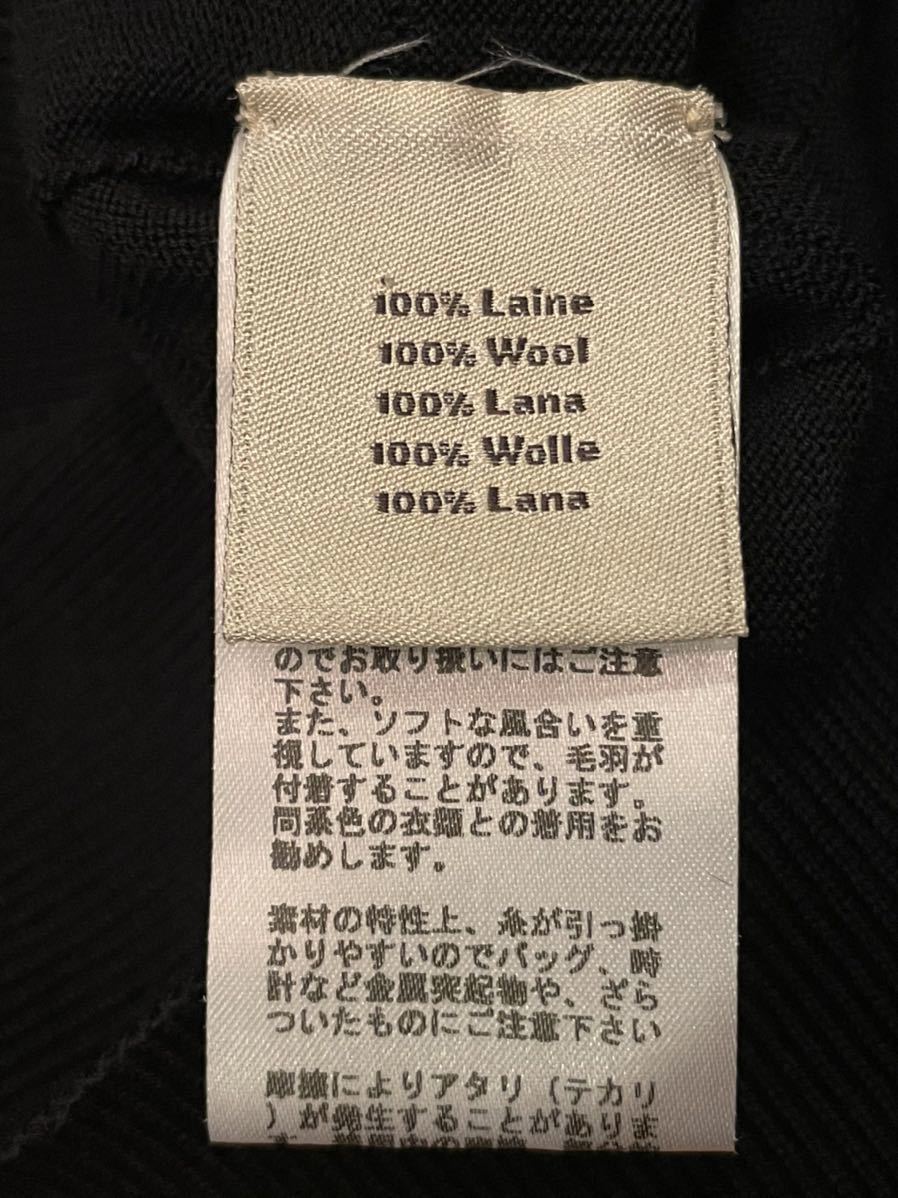 100% Laine
100% Wool
100% Lana
100% Wolle
100% Lana
のでお取り扱いにはご注意
下さい。
また、ソフトな風合いを重
視していますので、毛羽が
付着することがあります。
同系色の衣類との着用をお
勧めします。
素材の特性上、糸が引っ掛
かりやすいのでバッグ、時
計など金属突起物や、ざら
ついたものにご注意下さい
摩擦によりアタリ（テカリ
）が発生することがありま